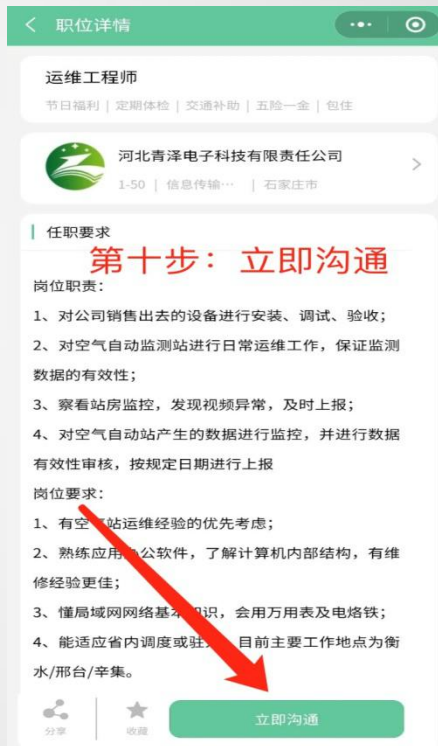 职位详情
运维工程师
节日福利 | 定期体检 | 交通补助 | 五险一金 | 包住
河北青泽电子科技有限责任公司
1-50 | 信息传输… | 石家庄市
任职要求
第十步：立即沟通
岗位职责：
1、对公司销售出去的设备进行安装、调试、验收；
2、对空气自动监测站进行日常运维工作，保证监测
数据的有效性；
3、察看站房监控，发现视频异常，及时上报；
4、对空气自动站产生的数据进行监控，并进行数据
有效性审核，按规定日期进行上报
岗位要求：
1、有空气站运维经验的优先考虑；
2、熟练应用办公软件，了解计算机内部结构，有维
修经验更佳；
3、懂局域网网络基本知识，会用万用表及电烙铁；
4、能适应省内调度或驻 目前主要工作地点为衡
水/邢台/辛集。
分享
收藏
立即沟通